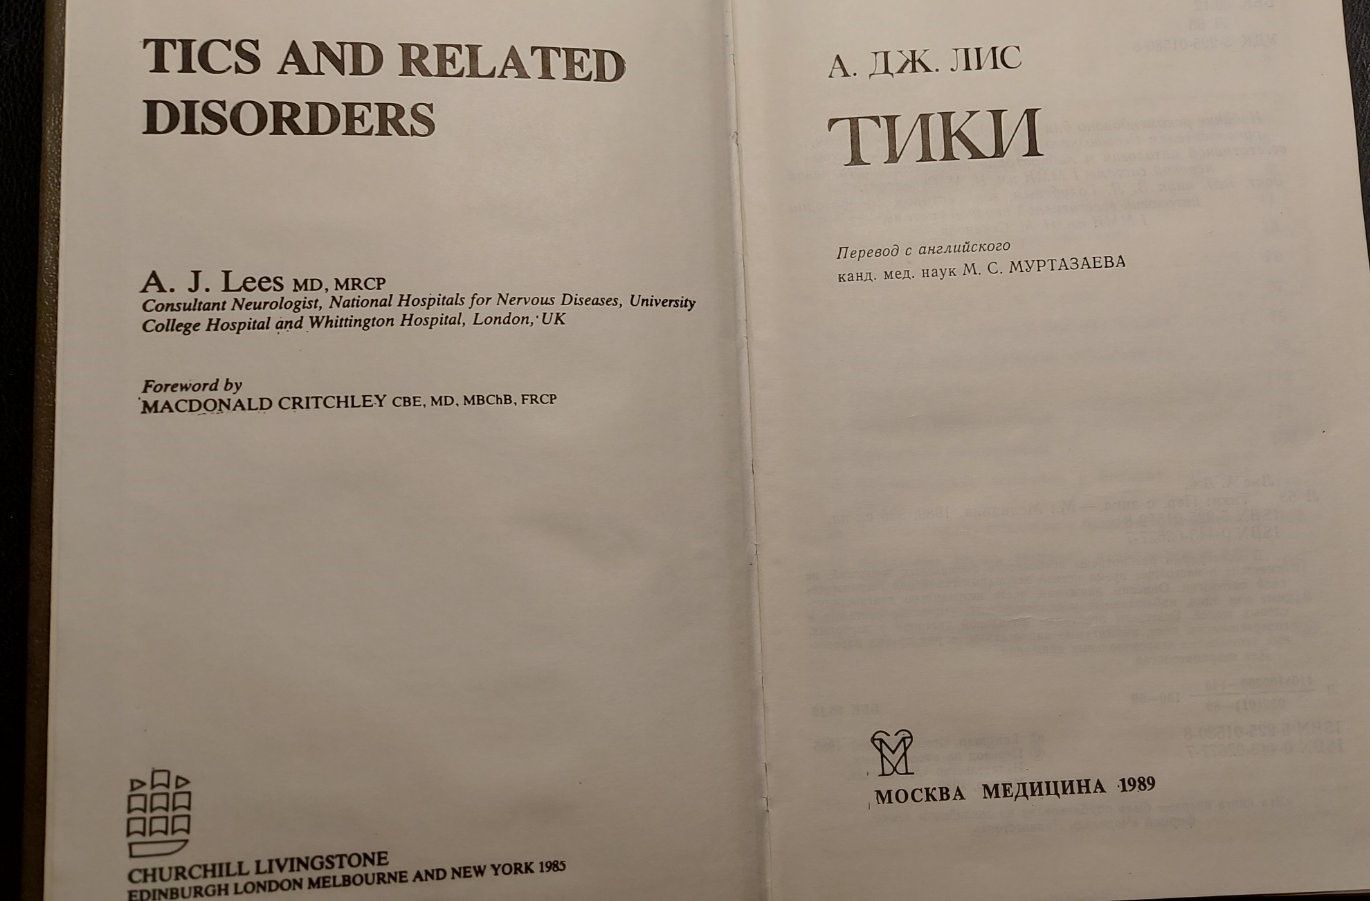 TICS AND RELATED
DISORDERS
A. J. Lees MD, MRCP
Consultant Neurologist, National Hospitals for Nervous Diseases, University
College Hospital and Whittington Hospital, London, UK
Foreword by
MACDONALD CRITCHLEY CBE, MD, MBChB, FRCP
CHURCHILL LIVINGSTONE
EDINBURGH LONDON MELBOURNE AND NEW YORK 1985
А. ДЖ. ЛИС
ТИКИ
Перевод с английского
канд. мед. наук М. С. МУРТАЗАЕВА
МОСКВА МЕДИЦИНА 1989